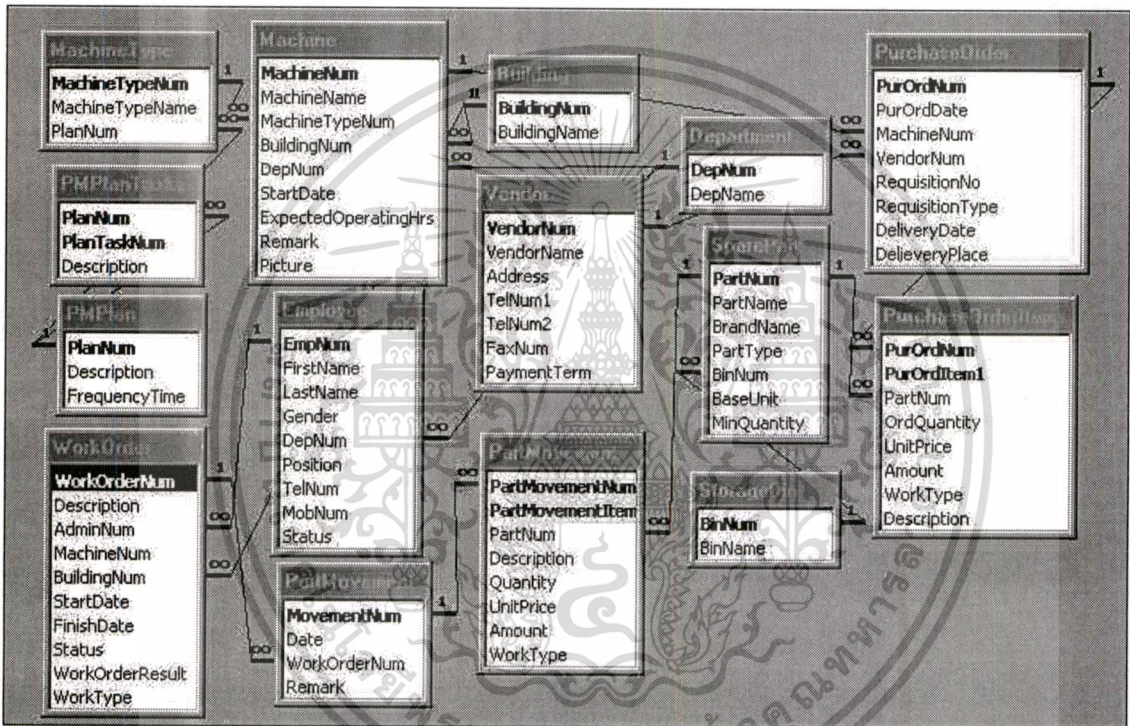 MachineType
MachineTypeNum
MachineTypeName
PlanNum
Machine
MachineNum
MachineName
MachineTypeNum
BuildingNum
DepNum
StartDate
ExpectedOperatingHrs
Remark
Picture
Building
BuildingNum
BuildingName
Department
DepNum
DepName
PurchaseOrder
PurOrdNum
PurOrdDate
MachineNum
VendorNum
RequisitionNo
RequisitionType
DeliveryDate
DelieveryPlace
PlanNum
PlanTaskNum
Description
PMPlan
PlanNum
Description
FrequencyTime
Vendor
VendorNum
VendorName
Address
TelNum1
TelNum2
FaxNum
PaymentTerm
PartNum
PartName
BrandName
PartType
BinNum
BaseUnit
MinQuantity
Employee
EmpNum
FirstName
LastName
Gender
DepNum
Position
TelNum
MobNum
Status
PurOrdNum
PurOrdItem1
PartNum
OrdQuantity
UnitPrice
Amount
WorkType
Description
WorkOrder
WorkOrderNum
Description
AdminNum
MachineNum
BuildingNum
StartDate
FinishDate
Status
WorkOrderResult
WorkType
MovementNum
Date
WorkOrderNum
Remark
PartMovementNum
PartMovementItem
PartNum
Description
Quantity
UnitPrice
Amount
WorkType
BinNum
BinName